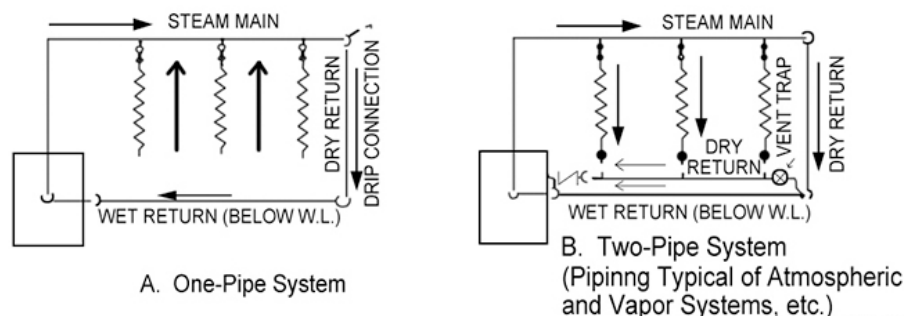 STEAM MAIN
DRY RETURN
DRIP CONNECTION
WET RETURN (BELOW W.L.)
A. One-Pipe System
STEAM MAIN
VENT TRAP
DRY RETURN
DRY
RETURN
WET RETURN (BELOW W.L.)
B. Two-Pipe System
(Pipinng Typical of Atmospheric
and Vapor Systems, etc.)